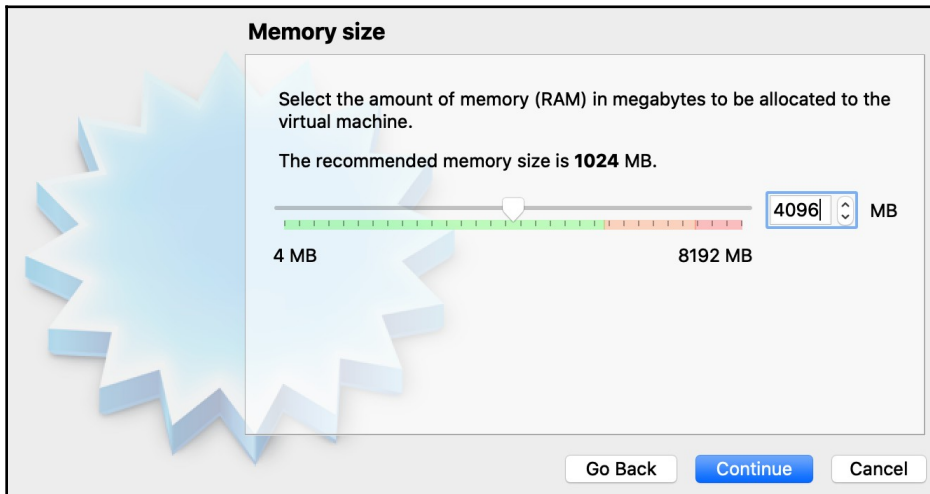 Memory size
Select the amount of memory (RAM) in megabytes to be allocated to the
virtual machine.
The recommended memory size is 1024 MB.
4096 MB
4 MB 8192 MB
Go Back Continue Cancel